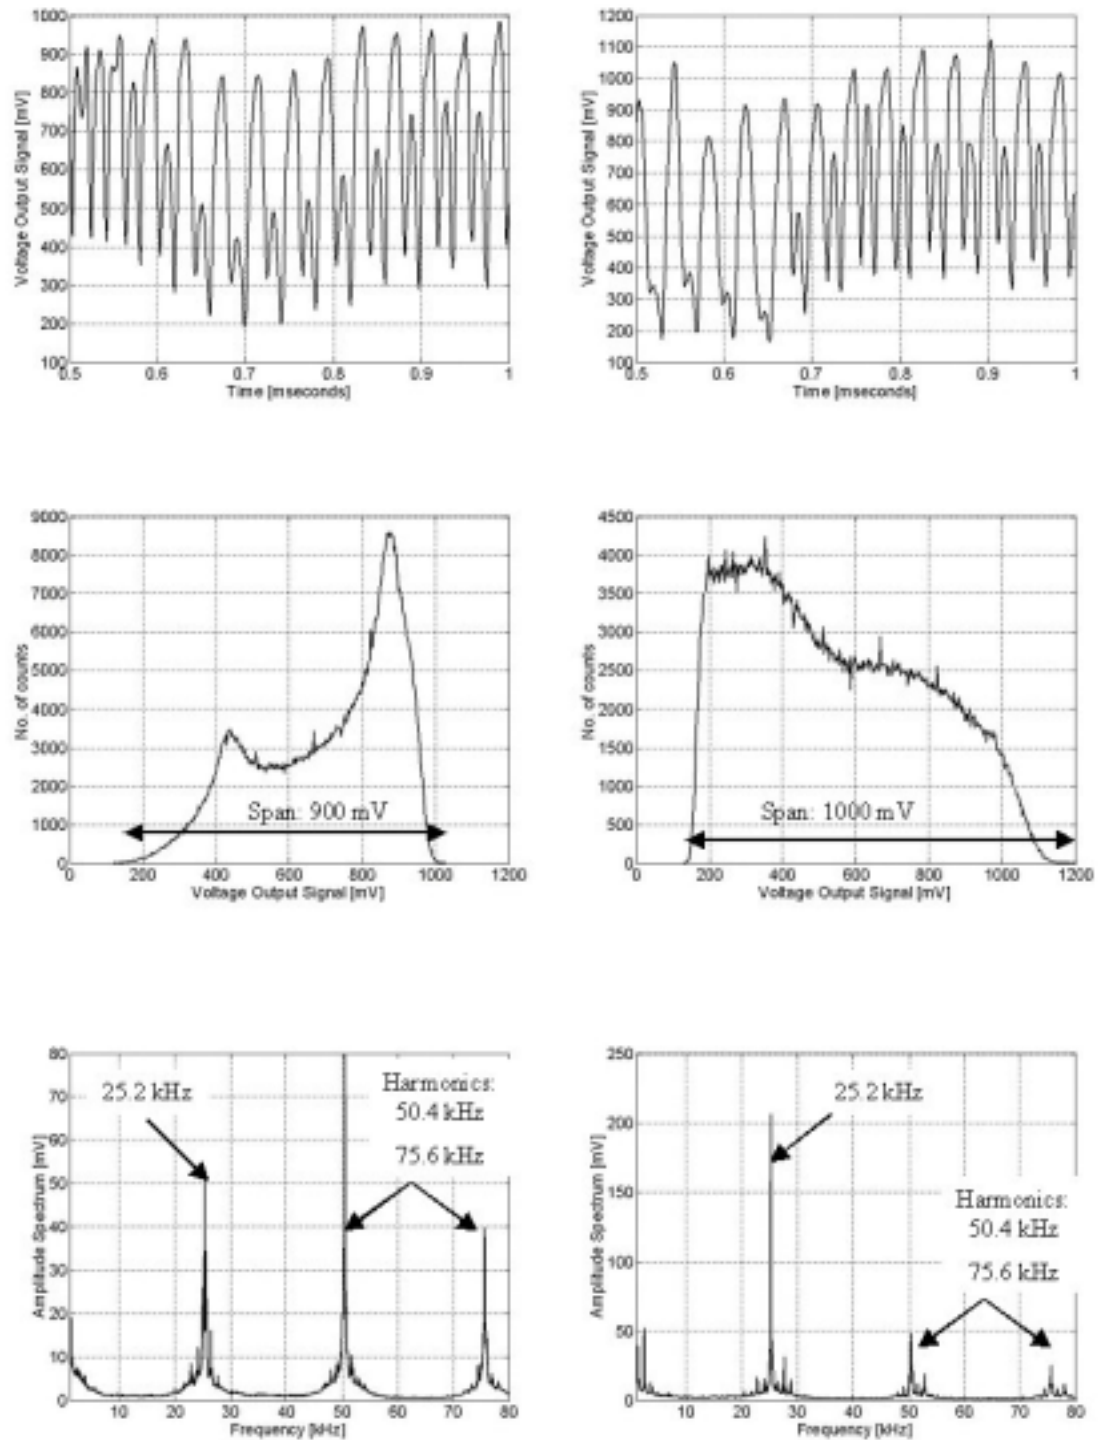 1000
900
800
700
600
500
400
300
200
100
0.5 0.6 0.7 0.8 0.9 1
Time [mseconds]
Voltage Output Signal [mV]
1200
1100
1000
900
800
700
600
500
400
300
200
100
0.5 0.6 0.7 0.8 0.9 1
Time [mseconds]
Voltage Output Signal [mV]
9000
8000
7000
6000
5000
4000
3000
2000
1000
0
0 200 400 600 800 1000 1200
Voltage Output Signal [mV]
No. of counts
Span: 900 mV
4500
4000
3500
3000
2500
2000
1500
1000
500
0
0 200 400 600 800 1000 1200
Voltage Output Signal [mV]
No. of counts
Span: 1000 mV
80
70
60
50
40
30
20
10
0
10 20 30 40 50 60 70 80
Frequency [kHz]
Amplitude Spectrum [mV]
25.2 kHz
Harmonics:
50.4 kHz
75.6 kHz
250
200
150
100
50
0
10 20 30 40 50 60 70 80
Frequency [kHz]
Amplitude Spectrum [mV]
25.2 kHz
Harmonics:
50.4 kHz
75.6 kHz